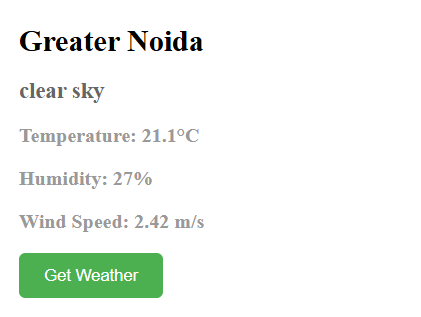 Greater Noida
clear sky
Temperature: 21.1°C
Humidity: 27%
Wind Speed: 2.42 m/s
Get Weather